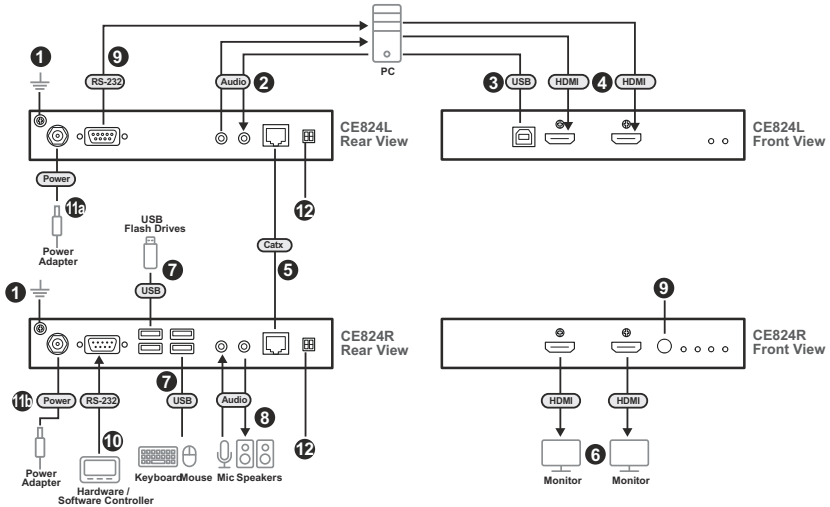 PC
1
9
RS-232
Audio
2
3
USB
HDMI
4
HDMI
CE824L
Rear View
CE824L
Front View
Power
11a
12
Power
Adapter
USB
Flash Drives
7
USB
Catx
5
1
9
CE824R
Rear View
CE824R
Front View
11b
Power
RS-232
7
USB
Audio
8
12
HDMI
HDMI
10
6
Power
Adapter
Hardware /
Software Controller
Keyboard
Mouse
Mic
Speakers
Monitor
Monitor